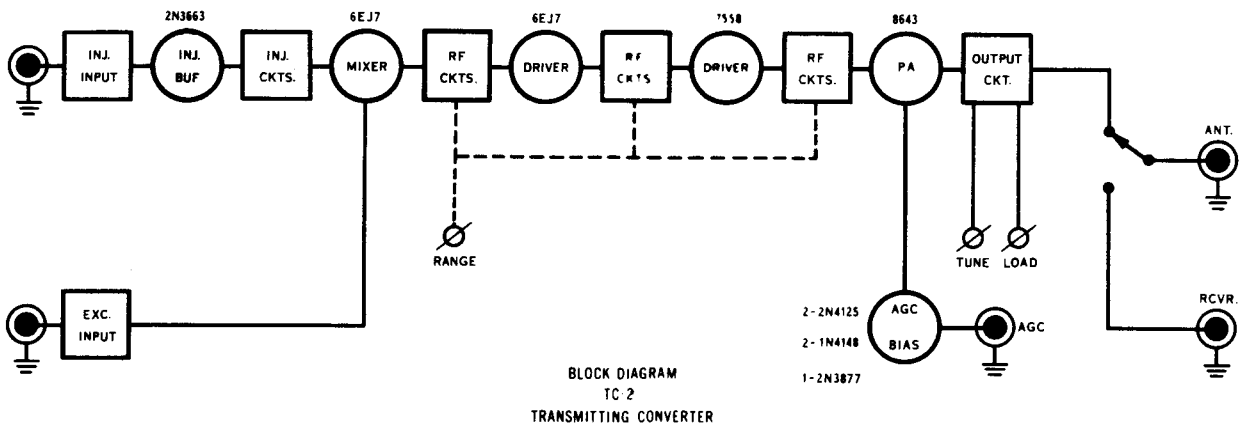 2N3663
6EJ7
6EJ7
7558
8643
INJ.
INPUT
INJ.
BUF
INJ.
CKTS.
MIXER
RF
CKTS.
DRIVER
RF
CKTS
DRIVER
RF
CKTS.
PA
OUTPUT
CKT.
ANT.
RANGE
TUNE
LOAD
EXC.
INPUT
2-2N4125
2-1N4148
1-2N3877
AGC
BIAS
AGC
RCVR.
BLOCK DIAGRAM
TC-2
TRANSMITTING CONVERTER